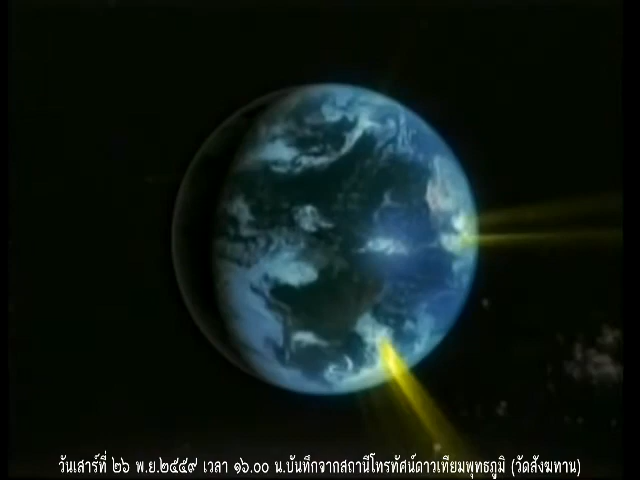 วันเสาร์ที่ ๒๖ พ.ย.๒๕๕๙ เวลา ๑๖.๐๐ น.บันทึกจากสถานีโทรทัศน์ดาวเทียมพุทธภูมิ (วัดสังฆทาน)